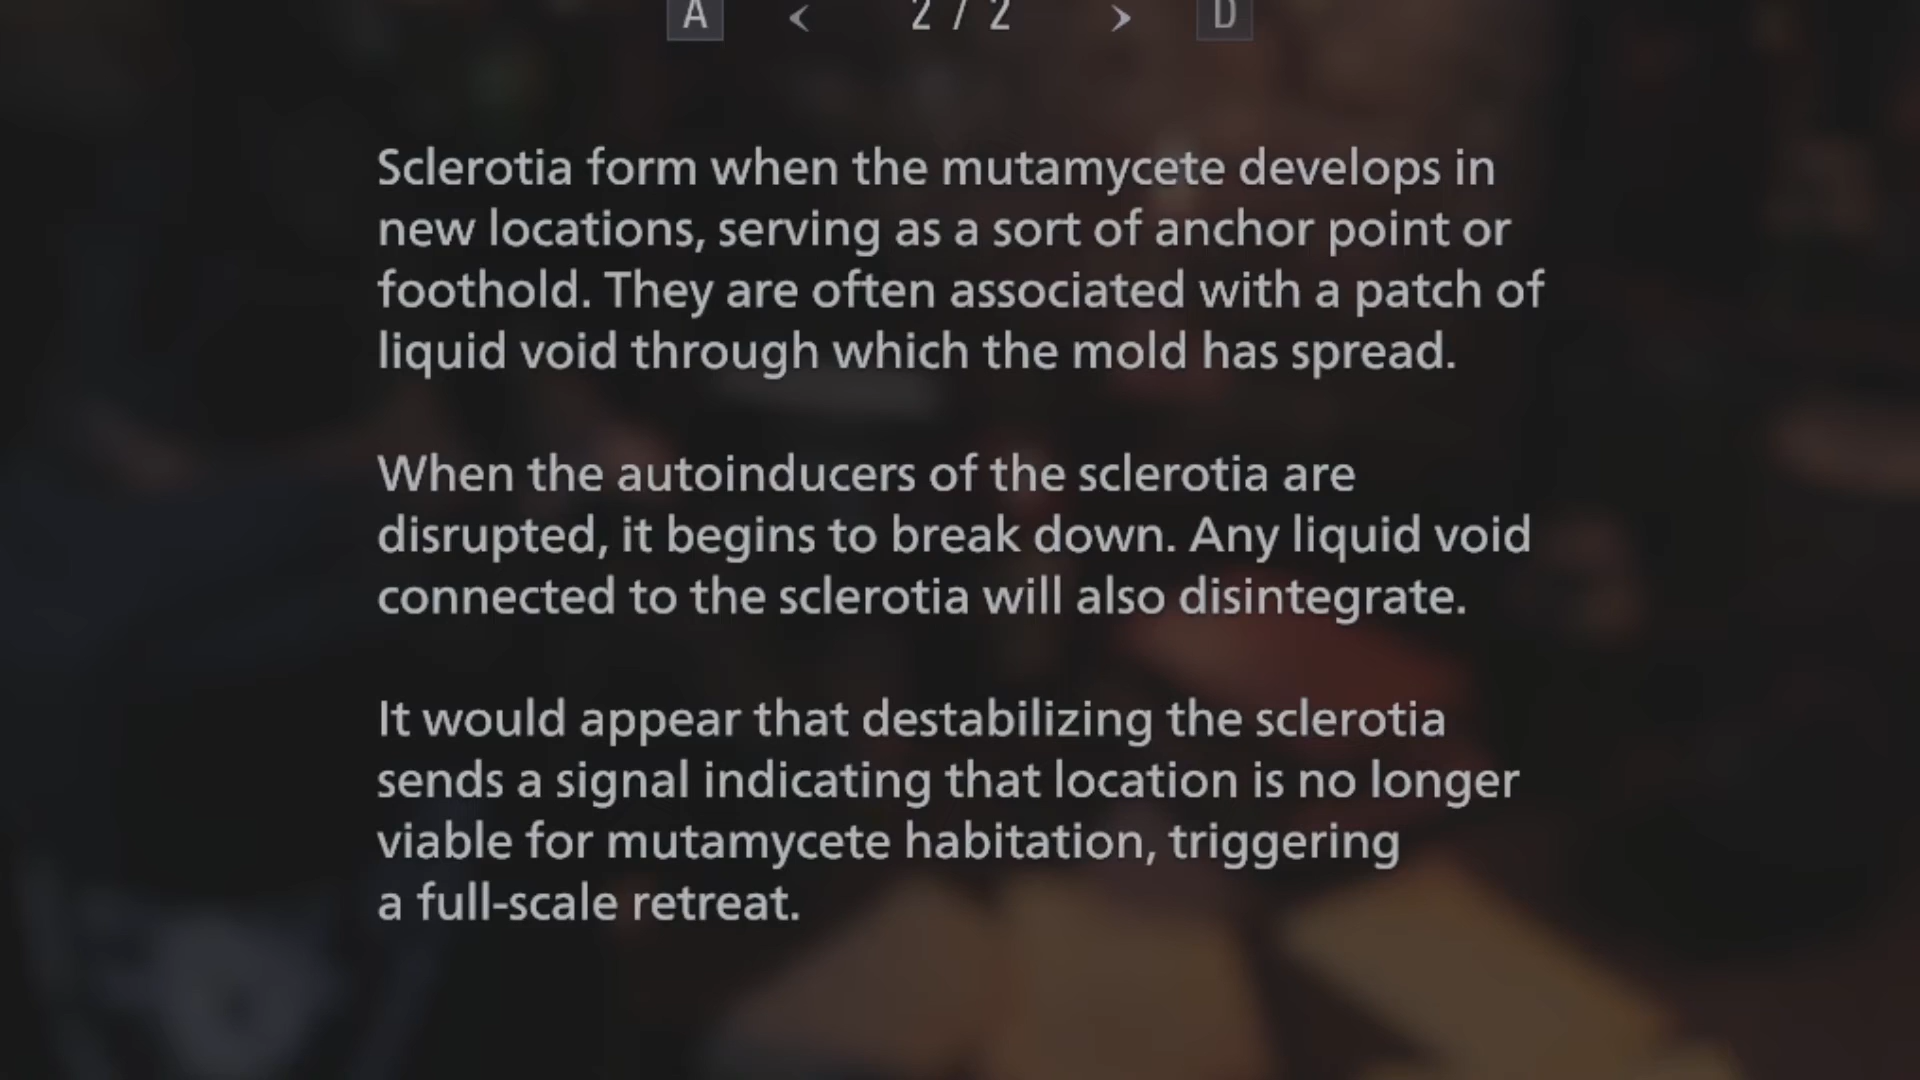 A < 2 / 2 > D
Sclerotia form when the mutamycete develops in
new locations, serving as a sort of anchor point or
foothold. They are often associated with a patch of
liquid void through which the mold has spread.
When the autoinducers of the sclerotia are
disrupted, it begins to break down. Any liquid void
connected to the sclerotia will also disintegrate.
It would appear that destabilizing the sclerotia
sends a signal indicating that location is no longer
viable for mutamycete habitation, triggering
a full-scale retreat.